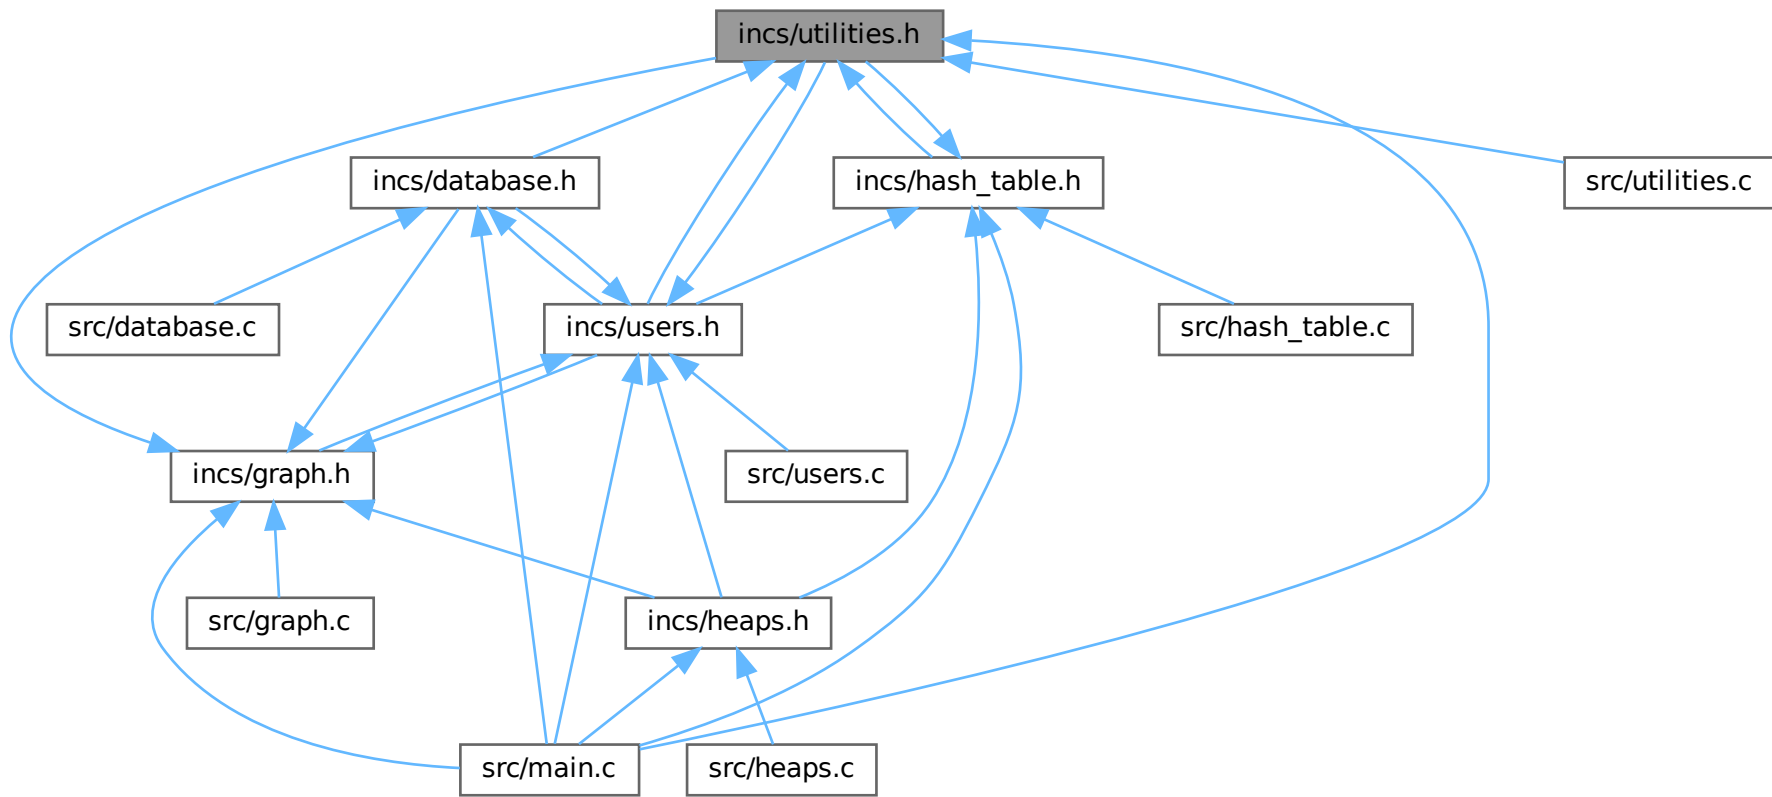 incs/utilities.h
incs/database.h
incs/hash_table.h
src/utilities.c
src/database.c
incs/users.h
src/hash_table.c
incs/graph.h
src/users.c
src/graph.c
incs/heaps.h
src/main.c
src/heaps.c